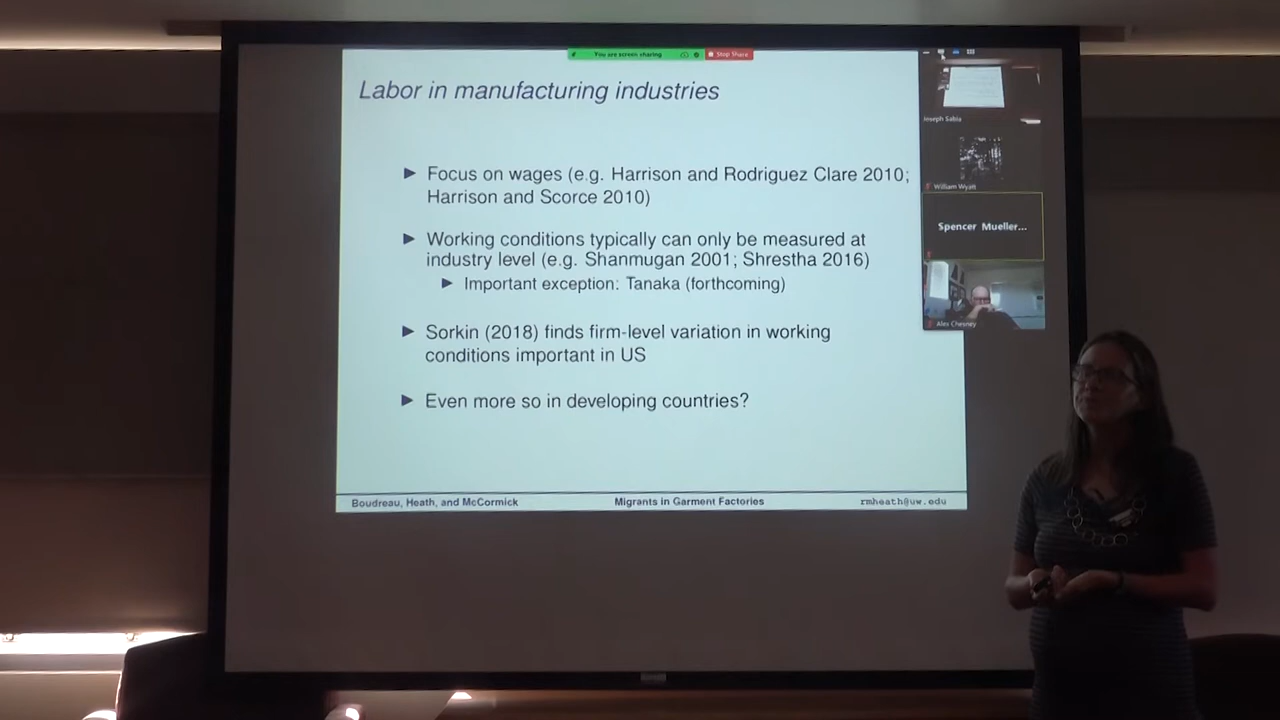 You are screen sharing
Stop Share
Labor in manufacturing industries
Joseph Sabia
► Focus on wages (e.g. Harrison and Rodriguez Clare 2010;
Harrison and Scorce 2010)
William Wyatt
► Working conditions typically can only be measured at
industry level (e.g. Shanmugan 2001; Shrestha 2016)
► Important exception: Tanaka (forthcoming)
Spencer Mueller...
► Sorkin (2018) finds firm-level variation in working
conditions important in US
Alex Chesney
► Even more so in developing countries?
Boudreau, Heath, and McCormick
Migrants in Garment Factories
rmheath@uw.edu